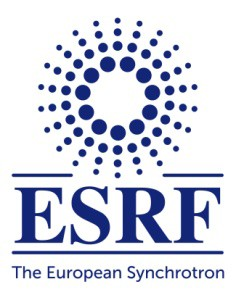 ESRF
The European Synchrotron